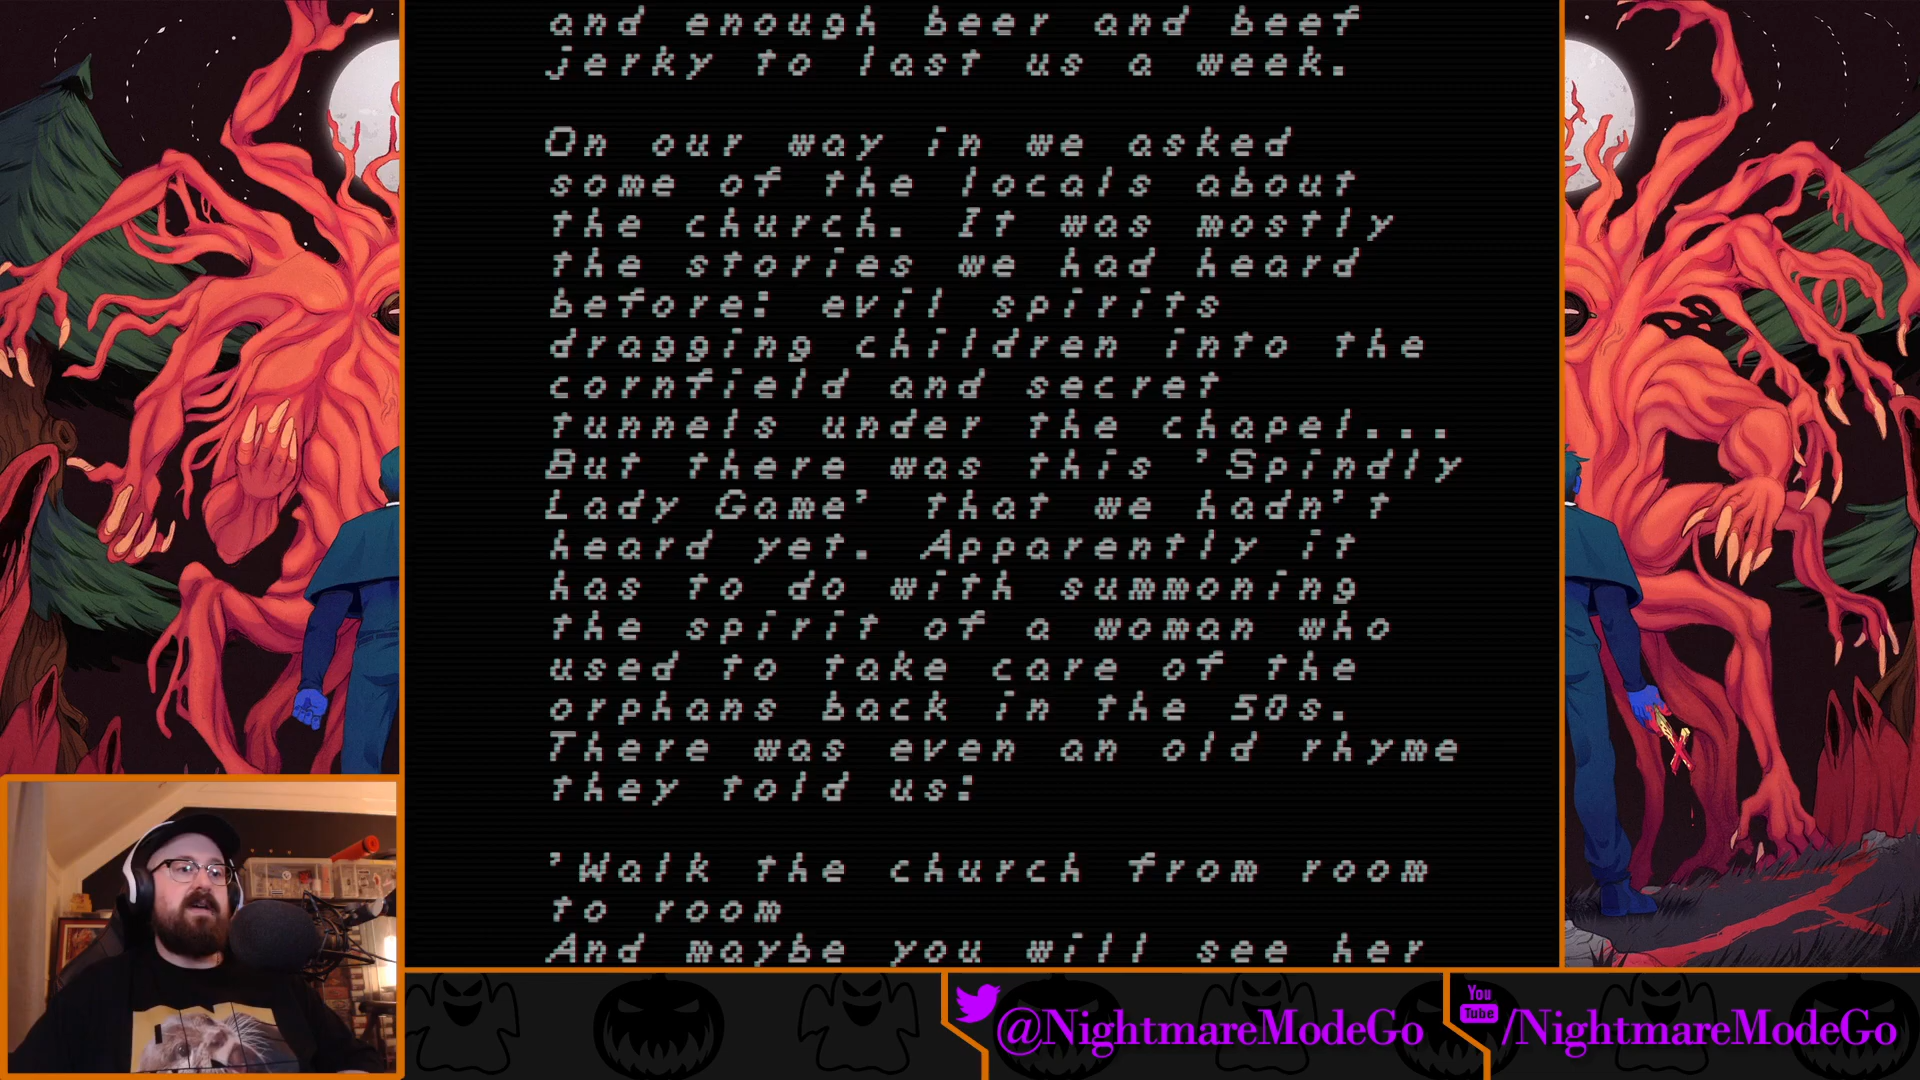 and enough beer and beef
jerky to last us a week.
On our way in we asked
some of the locals about
the church. It was mostly
the stories we had heard
before: evil spirits
dragging children into the
cornfield and secret
tunnels under the chapel...
But there was this 'Spindly
Lady Game' that we hadn't
heard yet. Apparently it
has to do with summoning
the spirit of a woman who
used to take care of the
orphans back in the 50s.
There was even an old rhyme
they told us:
'Walk the church from room
to room
And maybe you will see her
@NightmareModeGo
You
Tube
/NightmareModeGo